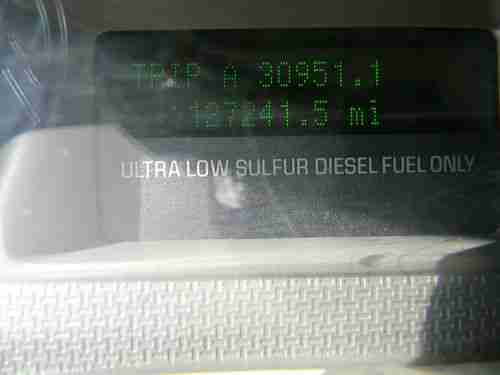 TRIP A 30951.1
127241.5 mi
ULTRA LOW SULFUR DIESEL FUEL ONLY